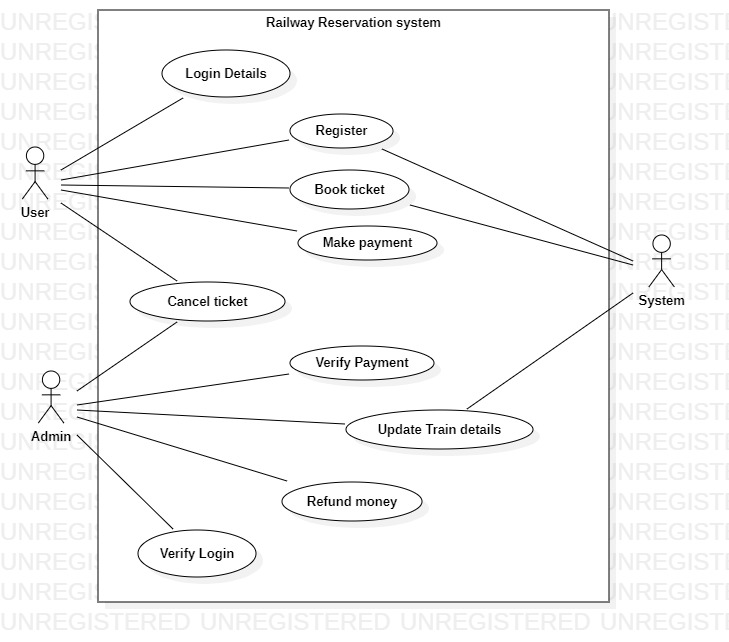 Railway Reservation system
Login Details
Register
Book ticket
User
Make payment
Cancel ticket
System
Verify Payment
Admin
Update Train details
Refund money
Verify Login
UNREGISTERED UNREGISTERED UNREGISTERED